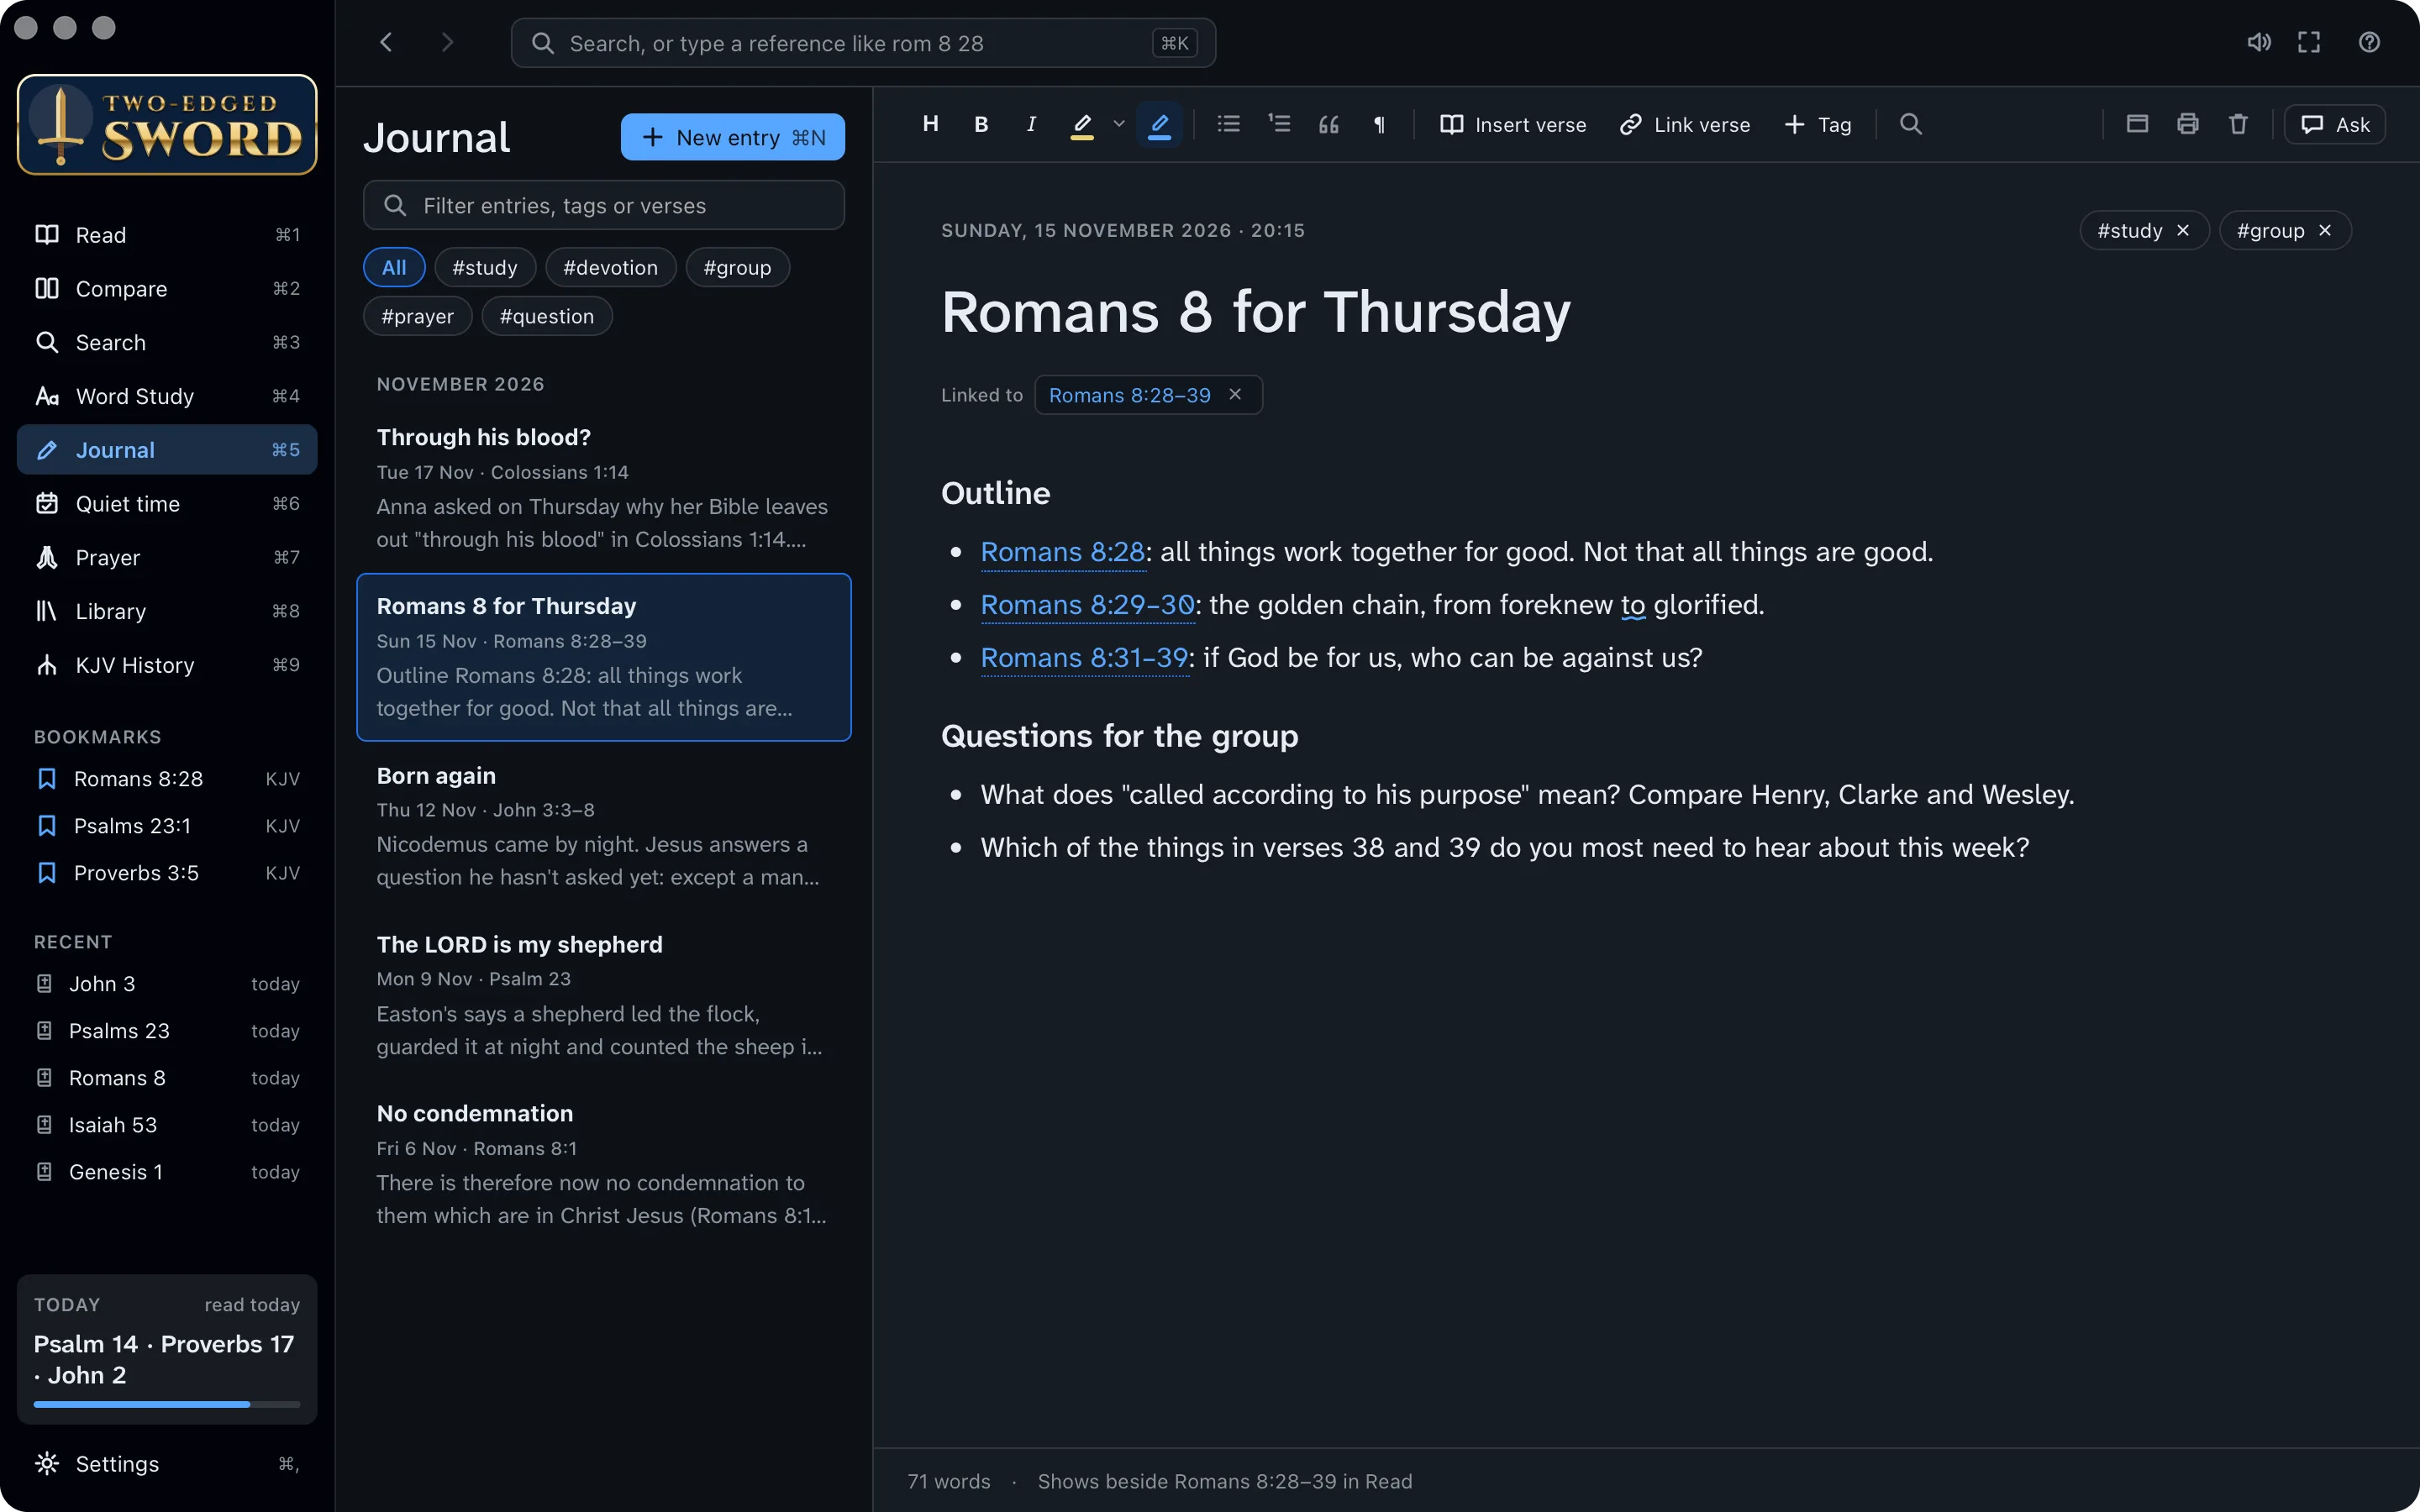 TWO-EDGED
SWORD
Read ⌘1
Compare ⌘2
Search ⌘3
Word Study ⌘4
Journal ⌘5
Quiet time ⌘6
Prayer ⌘7
Library ⌘8
KJV History ⌘9
BOOKMARKS
Romans 8:28 KJV
Psalms 23:1 KJV
Proverbs 3:5 KJV
RECENT
John 3 today
Psalms 23 today
Romans 8 today
Isaiah 53 today
Genesis 1 today
TODAY read today
Psalm 14 · Proverbs 17
· John 2
Settings ⌘,
Search, or type a reference like rom 8 28 ⌘K
Journal
New entry ⌘N
Filter entries, tags or verses
All #study #devotion #group
#prayer #question
NOVEMBER 2026
Through his blood?
Tue 17 Nov · Colossians 1:14
Anna asked on Thursday why her Bible leaves
out "through his blood" in Colossians 1:14....
Romans 8 for Thursday
Sun 15 Nov · Romans 8:28–39
Outline Romans 8:28: all things work
together for good. Not that all things are...
Born again
Thu 12 Nov · John 3:3–8
Nicodemus came by night. Jesus answers a
question he hasn't asked yet: except a man...
The LORD is my shepherd
Mon 9 Nov · Psalm 23
Easton's says a shepherd led the flock,
guarded it at night and counted the sheep i...
No condemnation
Fri 6 Nov · Romans 8:1
There is therefore now no condemnation to
them which are in Christ Jesus (Romans 8:1...
H B I ¶ Insert verse Link verse Tag Ask
SUNDAY, 15 NOVEMBER 2026 · 20:15
#study × #group ×
Romans 8 for Thursday
Linked to Romans 8:28–39 ×
Outline
• Romans 8:28: all things work together for good. Not that all things are good.
• Romans 8:29–30: the golden chain, from foreknew to glorified.
• Romans 8:31–39: if God be for us, who can be against us?
Questions for the group
• What does "called according to his purpose" mean? Compare Henry, Clarke and Wesley.
• Which of the things in verses 38 and 39 do you most need to hear about this week?
71 words · Shows beside Romans 8:28–39 in Read